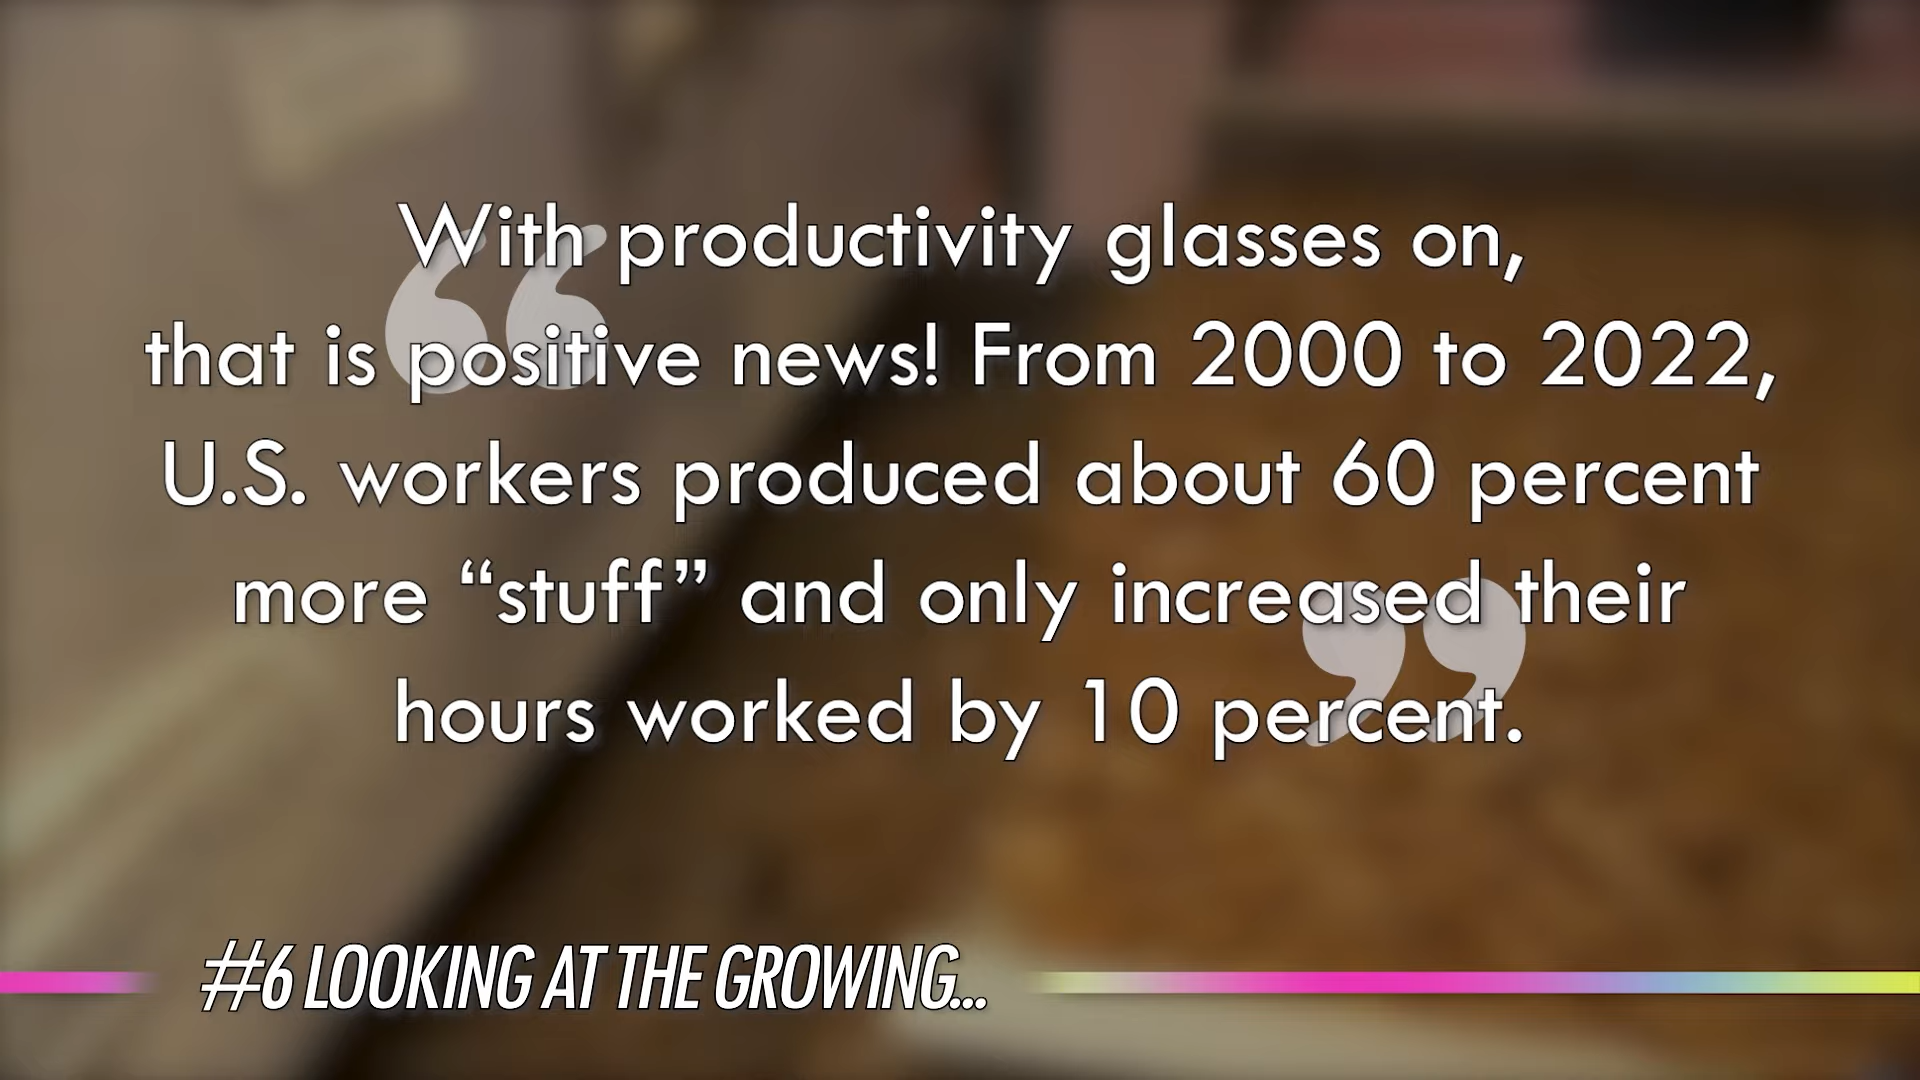 With productivity glasses on,
that is positive news! From 2000 to 2022,
U.S. workers produced about 60 percent
more “stuff” and only increased their
hours worked by 10 percent.
#6 LOOKING AT THE GROWING...